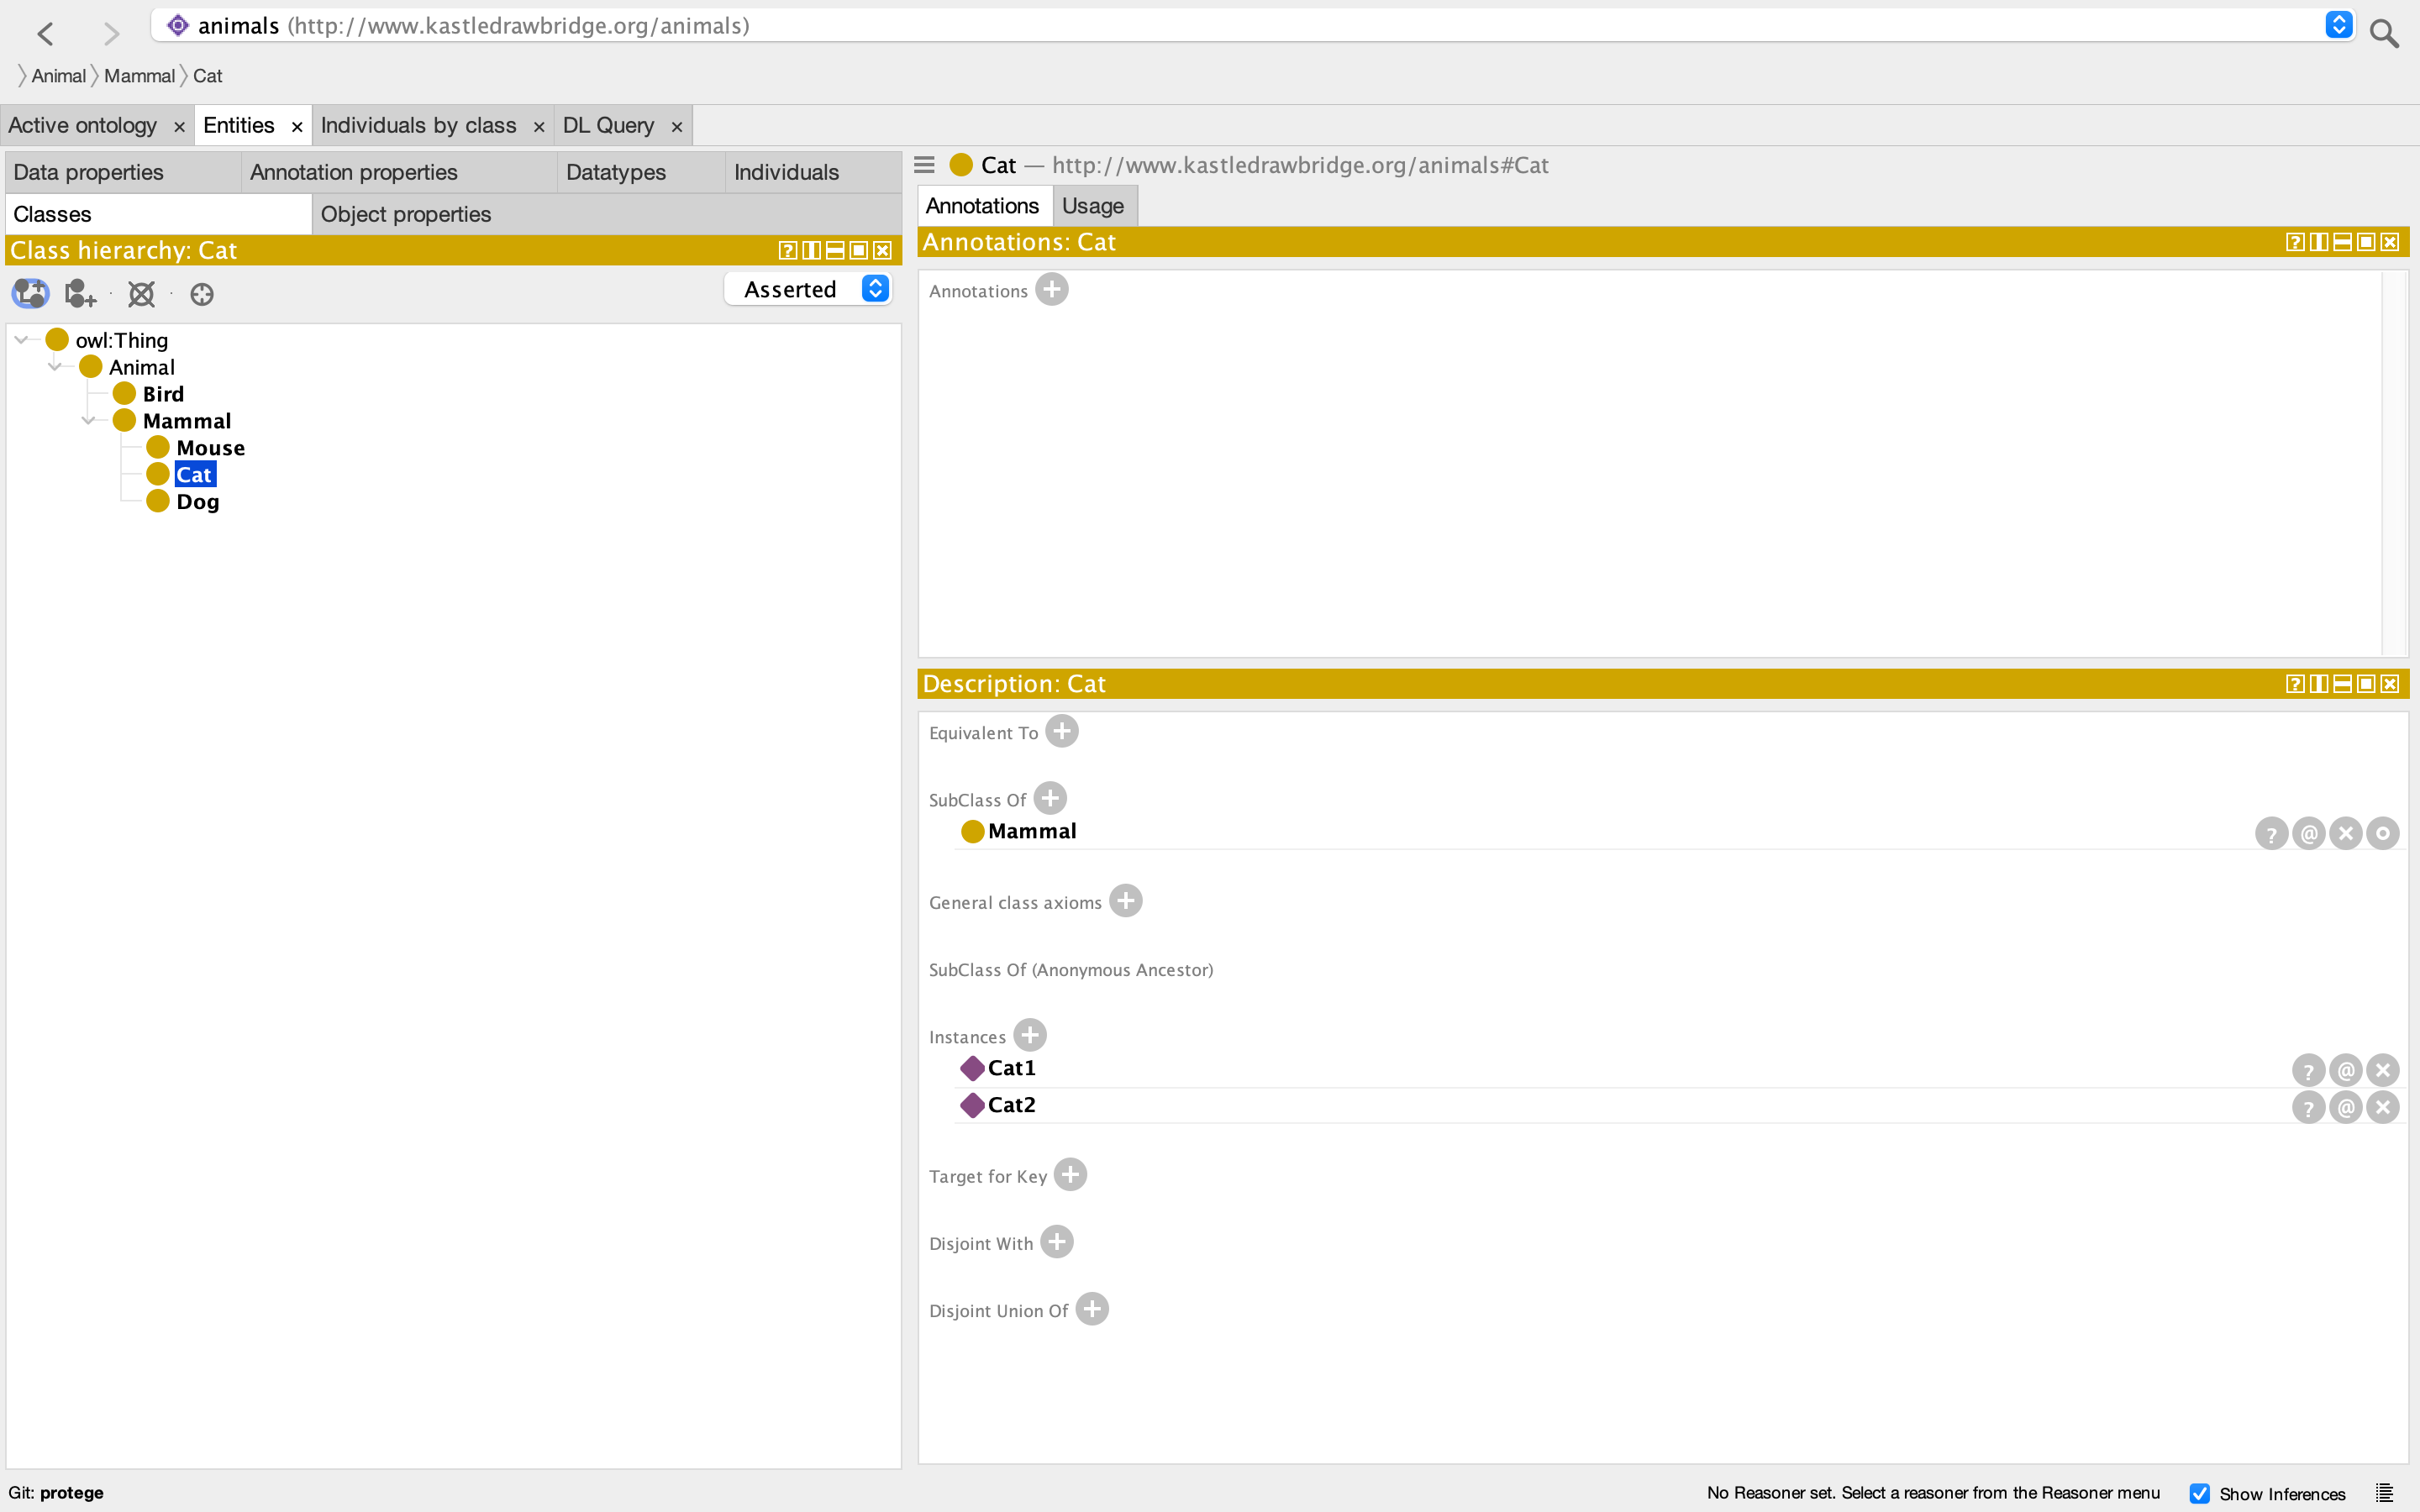 animals (http://www.kastledrawbridge.org/animals)
Animal Mammal Cat
Active ontology × Entities × Individuals by class × DL Query ×
Data properties Annotation properties Datatypes Individuals
Classes Object properties
Class hierarchy: Cat
Asserted
owl:Thing
Animal
Bird
Mammal
Mouse
Cat
Dog
Cat — http://www.kastledrawbridge.org/animals#Cat
Annotations Usage
Annotations: Cat
Annotations
Description: Cat
Equivalent To
SubClass Of
Mammal
General class axioms
SubClass Of (Anonymous Ancestor)
Instances
Cat1
Cat2
Target for Key
Disjoint With
Disjoint Union Of
Git: protege
No Reasoner set. Select a reasoner from the Reasoner menu Show Inferences